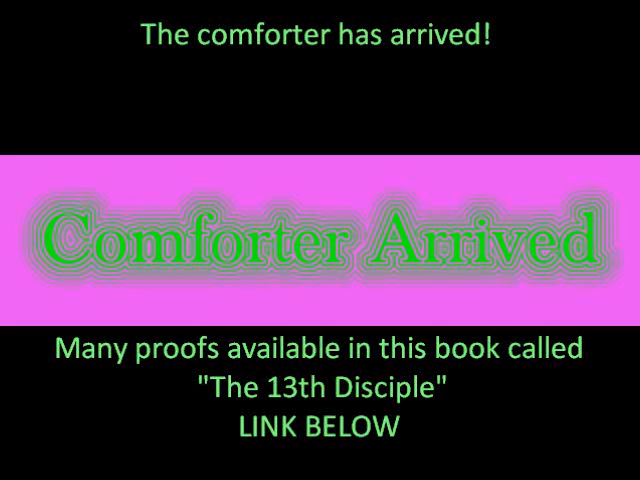 The comforter has arrived!
Comforter Arrived
Many proofs available in this book called
"The 13th Disciple"
LINK BELOW